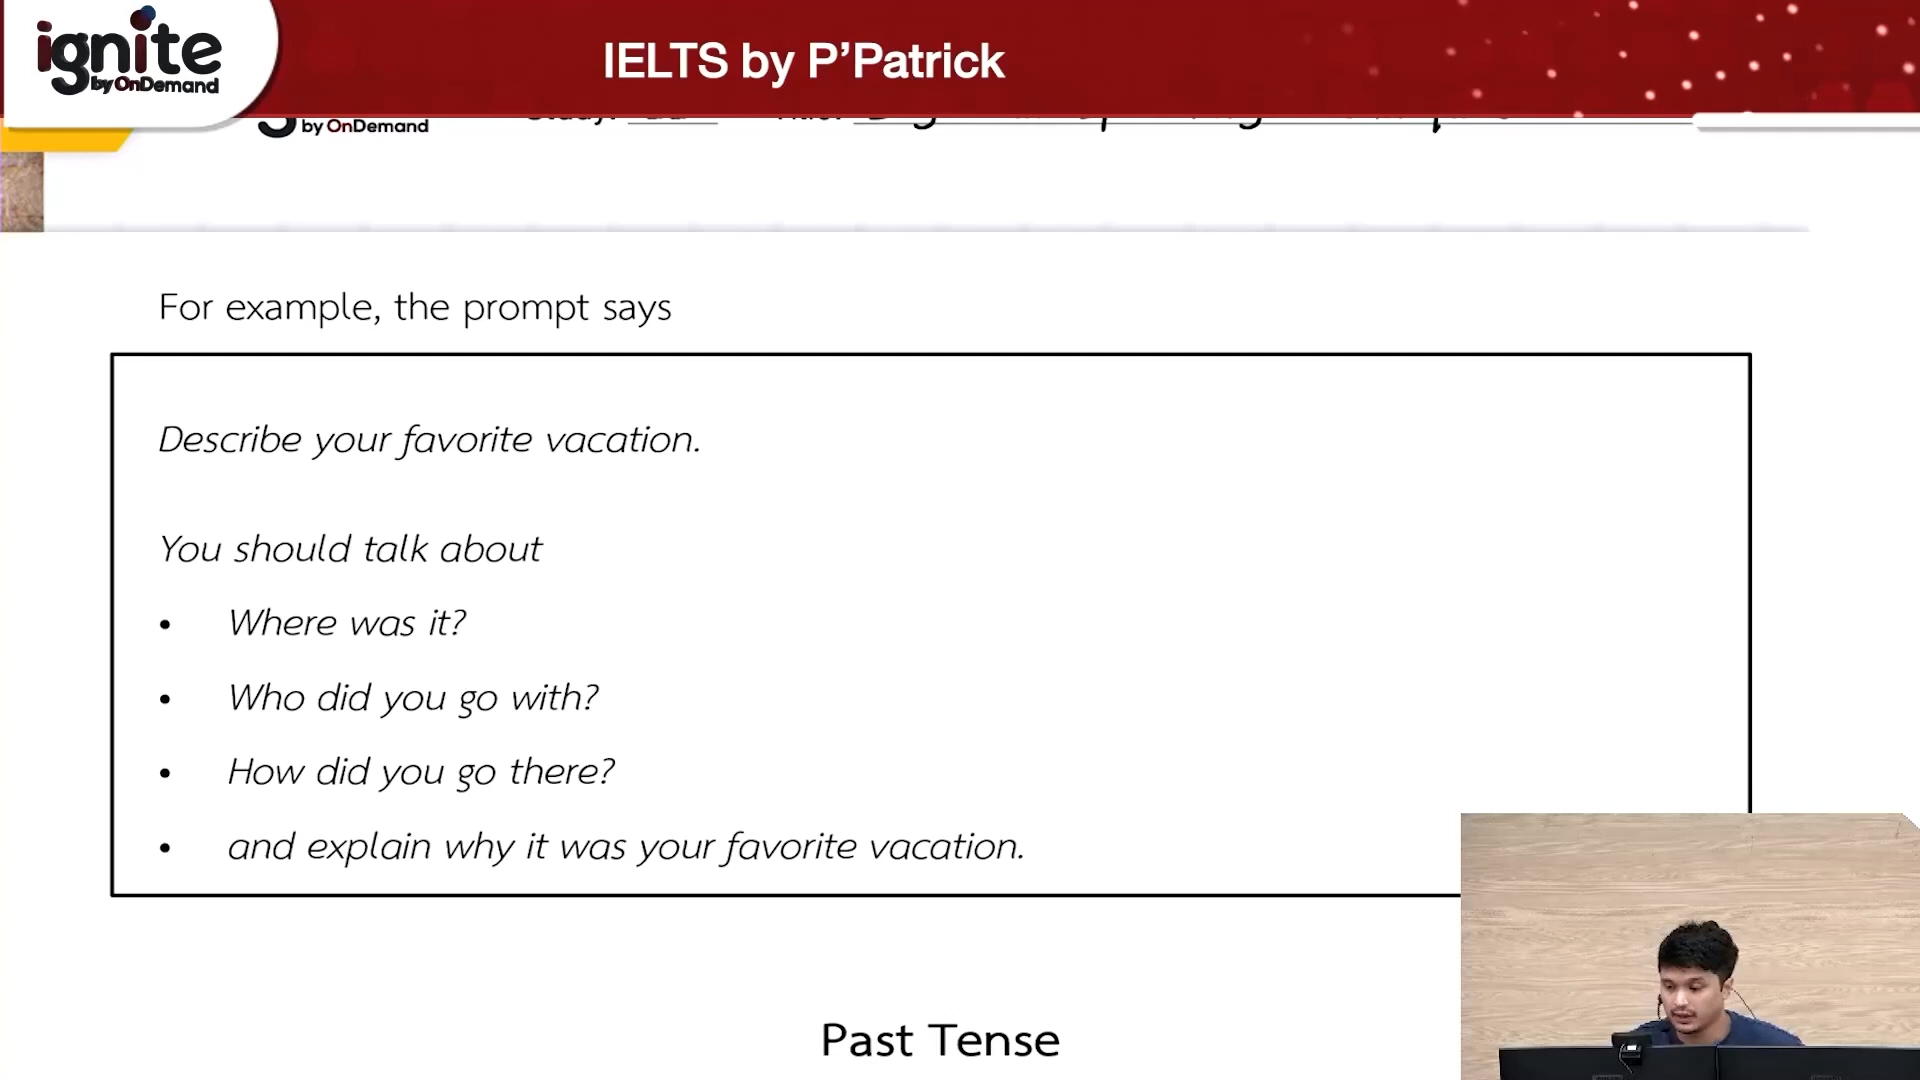 ignite
by OnDemand
IELTS by P’Patrick
by OnDemand
For example, the prompt says
Describe your favorite vacation.
You should talk about
• Where was it?
• Who did you go with?
• How did you go there?
• and explain why it was your favorite vacation.
Past Tense